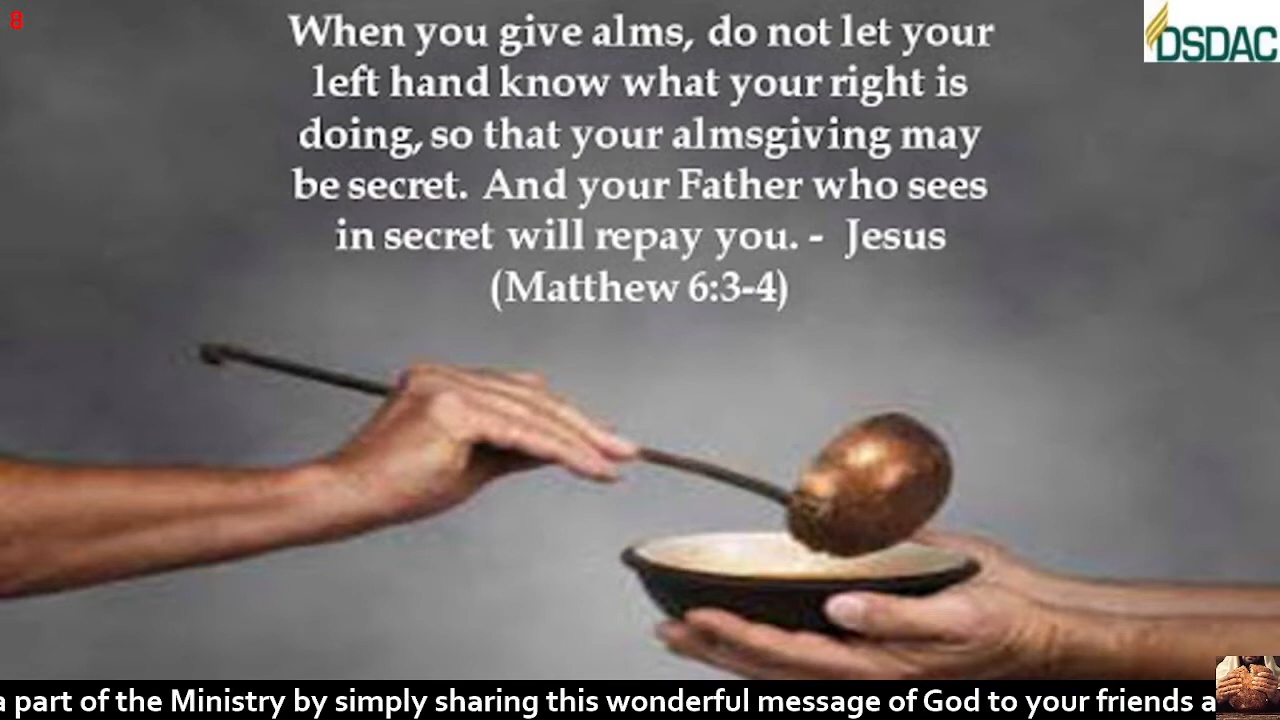 8
DSDAC
When you give alms, do not let your
left hand know what your right is
doing, so that your almsgiving may
be secret. And your Father who sees
in secret will repay you. - Jesus
(Matthew 6:3-4)
a part of the Ministry by simply sharing this wonderful message of God to your friends a